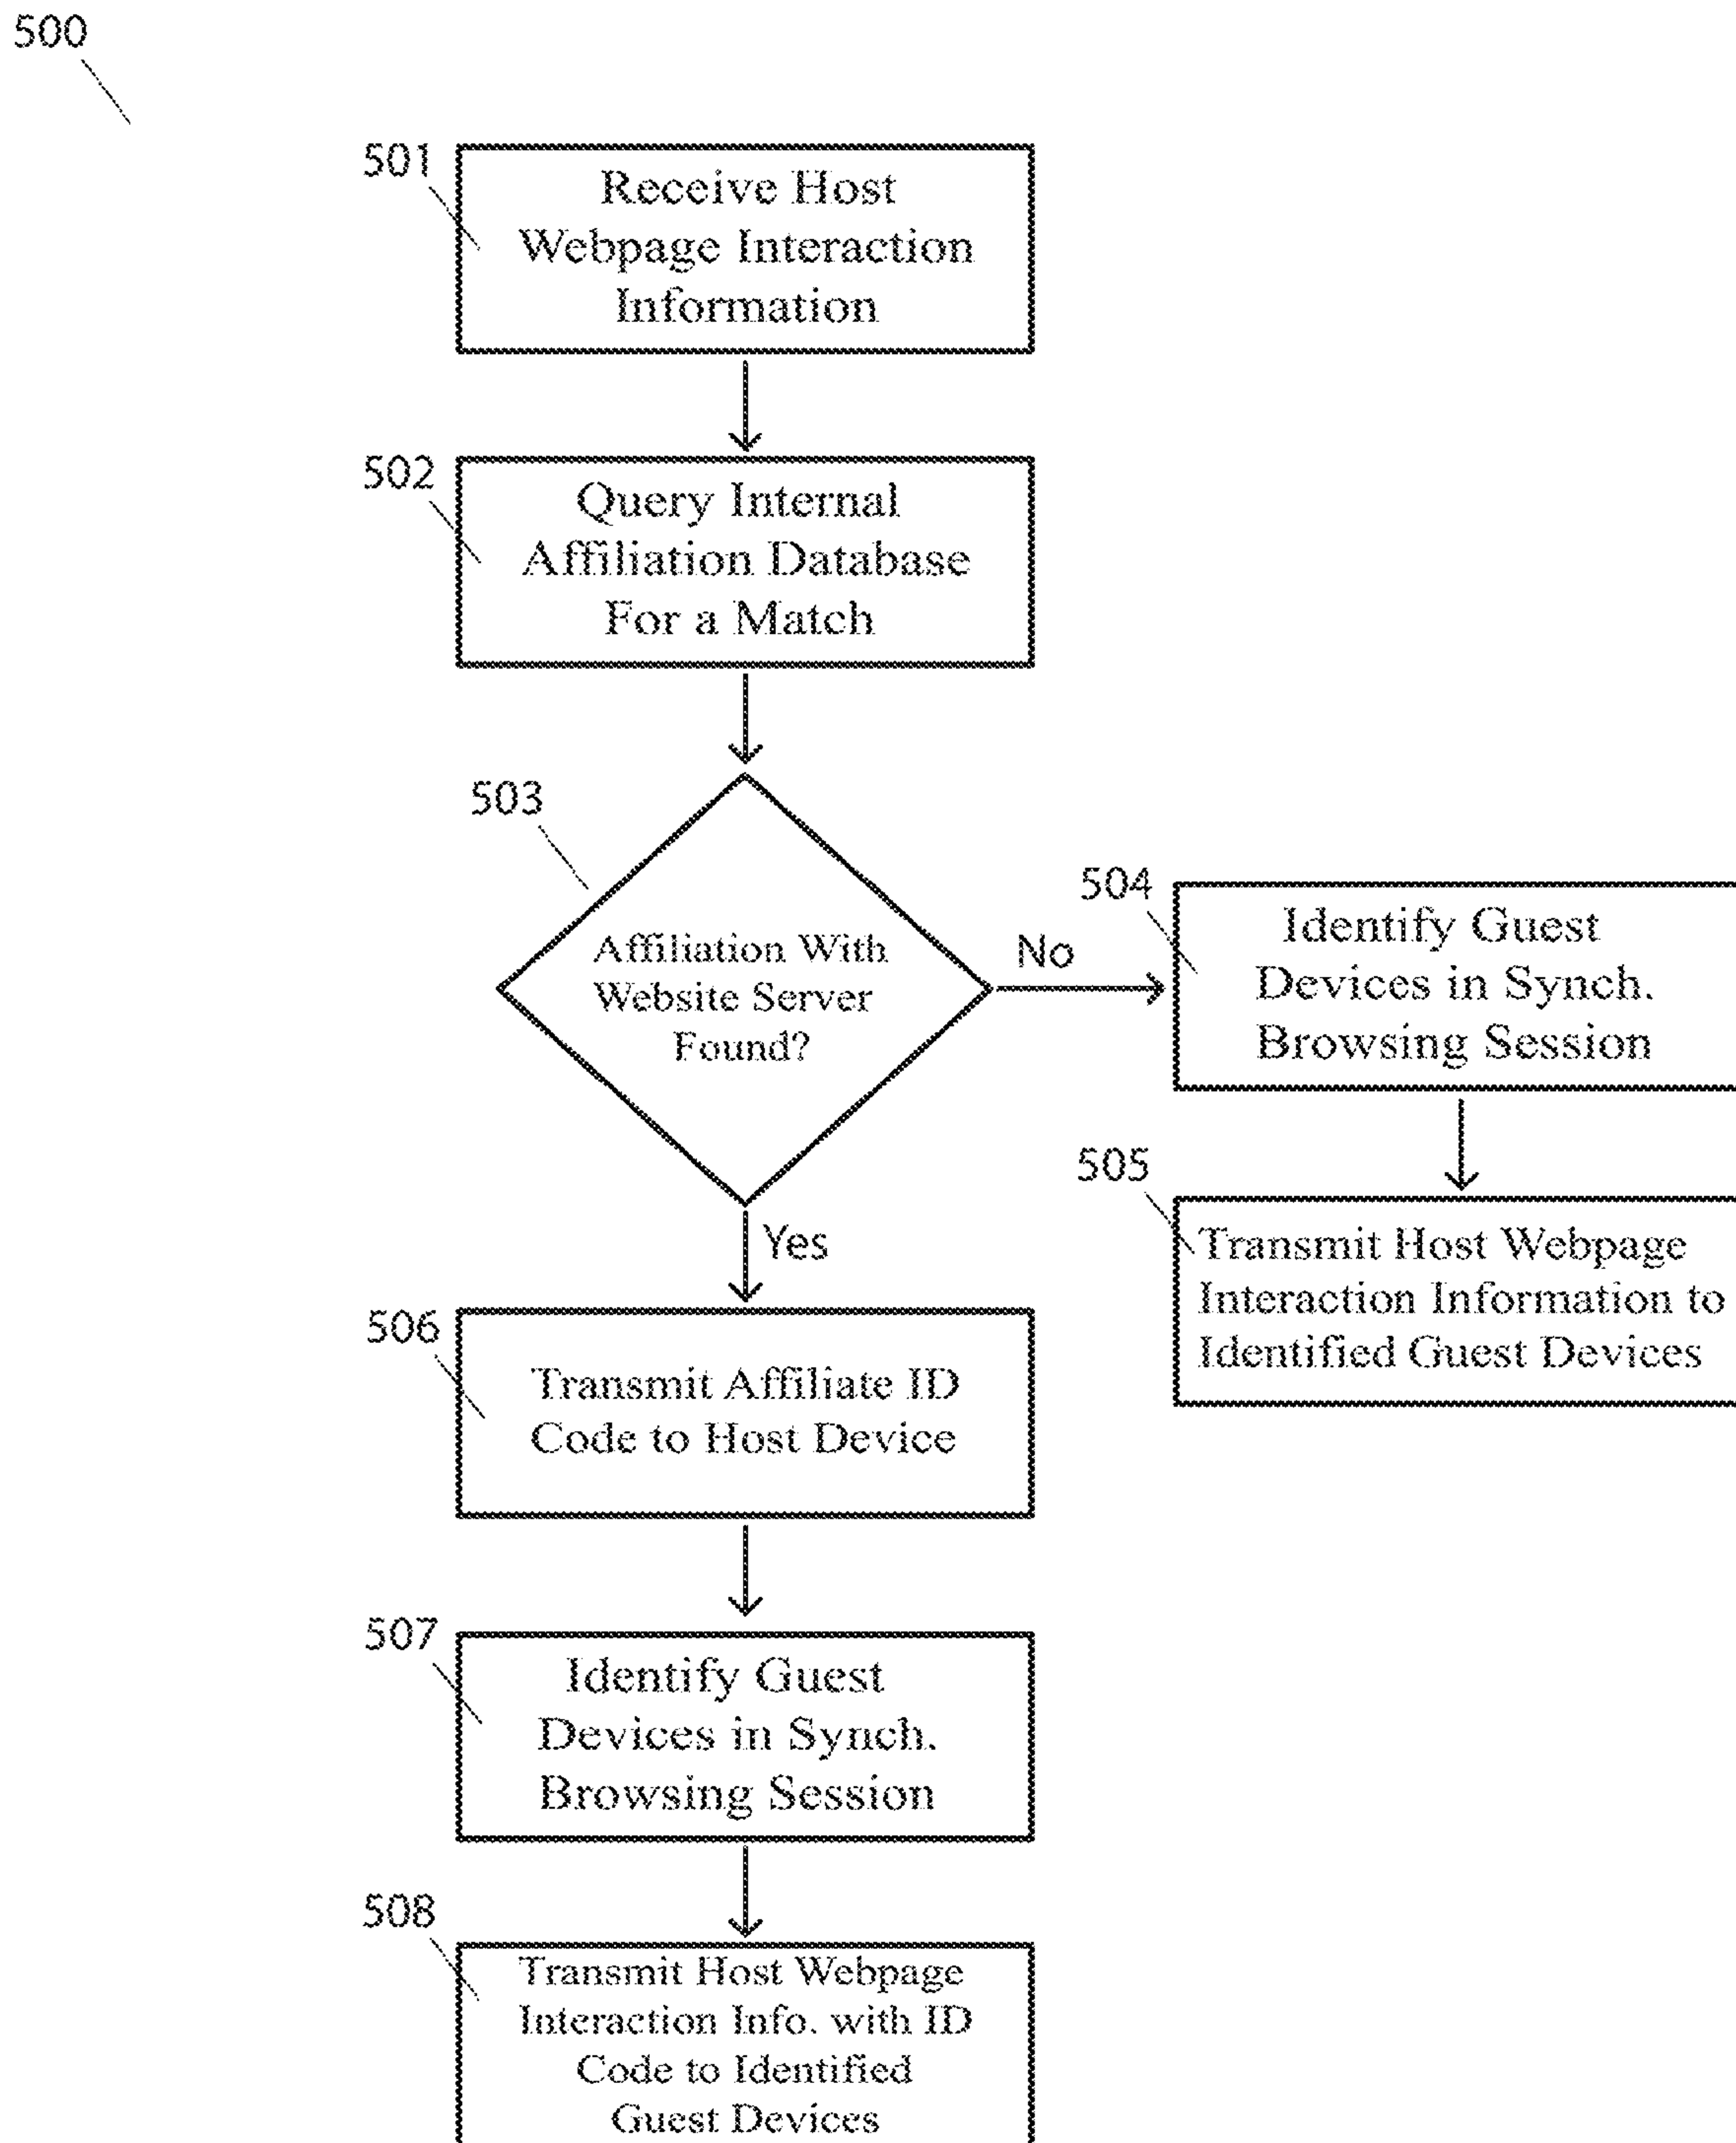 500
501
Receive Host
Webpage Interaction
Information
502
Query Internal
Affiliation Database
For a Match
503
Affiliation With
Website Server
Found?
No
504
Identify Guest
Devices in Synch.
Browsing Session
505
Transmit Host Webpage
Interaction Information to
Identified Guest Devices
Yes
506
Transmit Affiliate ID
Code to Host Device
507
Identify Guest
Devices in Synch.
Browsing Session
508
Transmit Host Webpage
Interaction Info. with ID
Code to Identified
Guest Devices